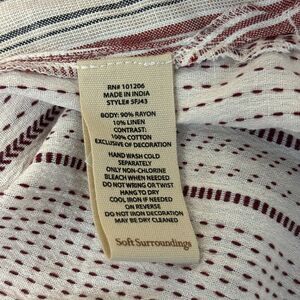 RN# 101206
MADE IN INDIA
STYLE# 5FJ43
BODY: 90% RAYON
10% LINEN
CONTRAST:
100% COTTON
EXCLUSIVE OF DECORATION
HAND WASH COLD
SEPARATELY
ONLY NON-CHLORINE
BLEACH WHEN NEEDED
DO NOT WRING OR TWIST
HANG TO DRY
COOL IRON IF NEEDED
ON REVERSE
DO NOT IRON DECORATION
MAY BE DRY CLEANED
Soft Surroundings